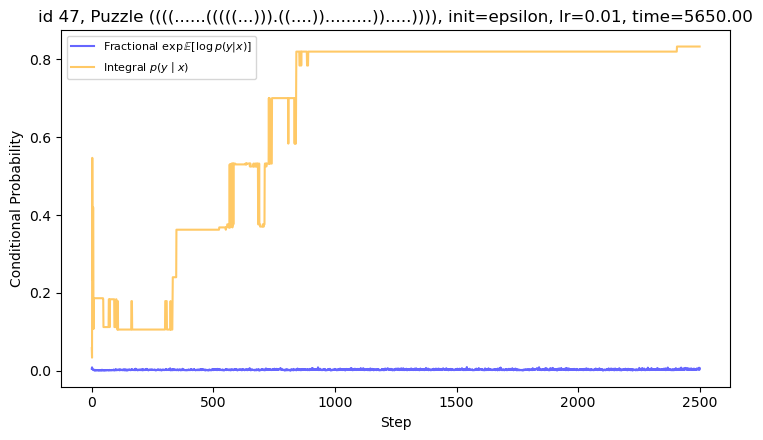 id 47, Puzzle ((((......(((((...))).((....)).........)).....)))), init=epsilon, lr=0.01, time=5650.00
Fractional exp𝔼[log p(y|x)]
Integral p(y | x)
Conditional Probability
0.8
0.6
0.4
0.2
0.0
0 500 1000 1500 2000 2500
Step